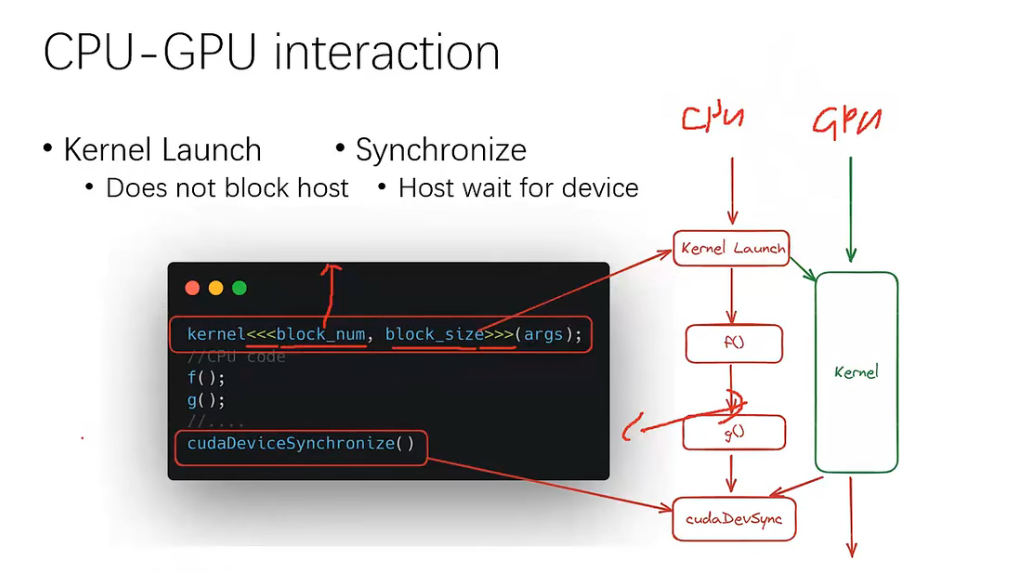 CPU-GPU interaction
• Kernel Launch
• Does not block host
• Synchronize
• Host wait for device
kernel<<<block_num, block_size>>>(args);
//CPU code
f();
g();
//....
cudaDeviceSynchronize()
CPU
GPU
Kernel Launch
f()
g()
cudaDevSync
Kernel